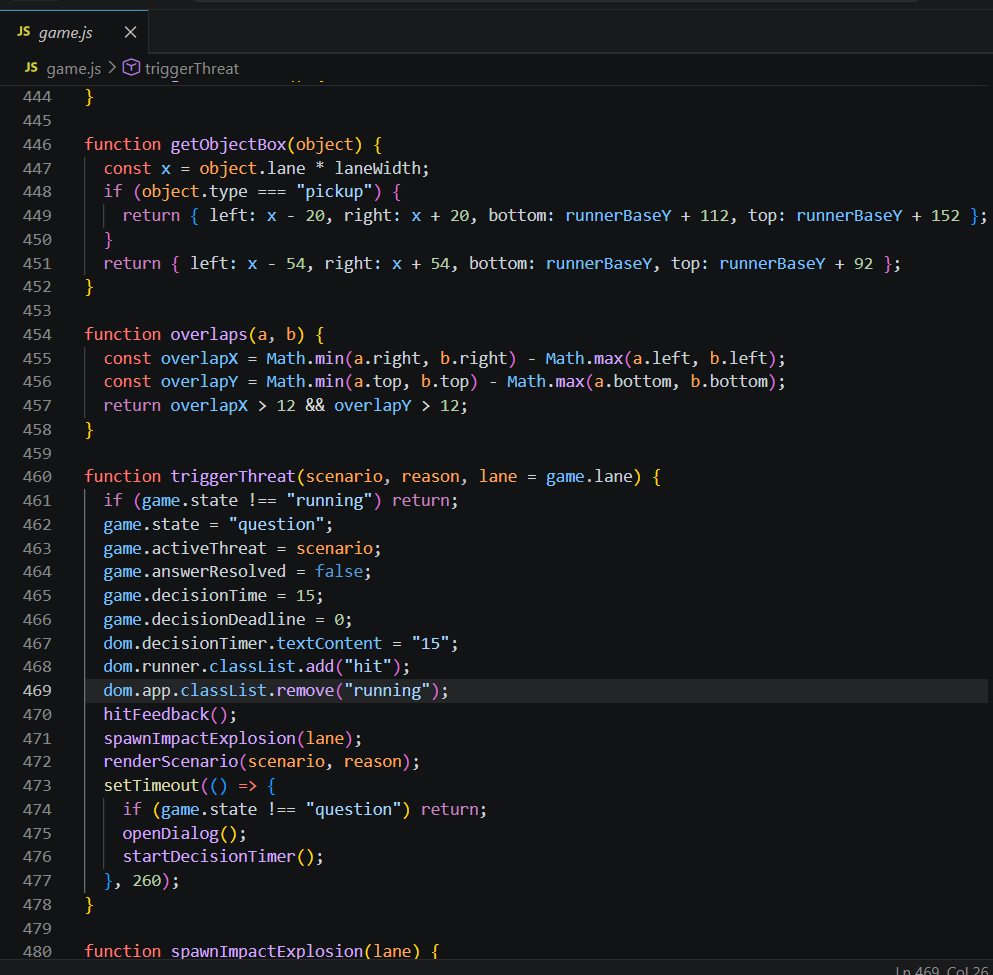 JS game.js ×
JS game.js > triggerThreat
444 }
445
446 function getObjectBox(object) {
447 const x = object.lane * laneWidth;
448 if (object.type === "pickup") {
449 return { left: x - 20, right: x + 20, bottom: runnerBaseY + 112, top: runnerBaseY + 152 };
450 }
451 return { left: x - 54, right: x + 54, bottom: runnerBaseY, top: runnerBaseY + 92 };
452 }
453
454 function overlaps(a, b) {
455 const overlapX = Math.min(a.right, b.right) - Math.max(a.left, b.left);
456 const overlapY = Math.min(a.top, b.top) - Math.max(a.bottom, b.bottom);
457 return overlapX > 12 && overlapY > 12;
458 }
459
460 function triggerThreat(scenario, reason, lane = game.lane) {
461 if (game.state !== "running") return;
462 game.state = "question";
463 game.activeThreat = scenario;
464 game.answerResolved = false;
465 game.decisionTime = 15;
466 game.decisionDeadline = 0;
467 dom.decisionTimer.textContent = "15";
468 dom.runner.classList.add("hit");
469 dom.app.classList.remove("running");
470 hitFeedback();
471 spawnImpactExplosion(lane);
472 renderScenario(scenario, reason);
473 setTimeout(() => {
474 if (game.state !== "question") return;
475 openDialog();
476 startDecisionTimer();
477 }, 260);
478 }
479
480 function spawnImpactExplosion(lane) {
Ln 469, Col 26